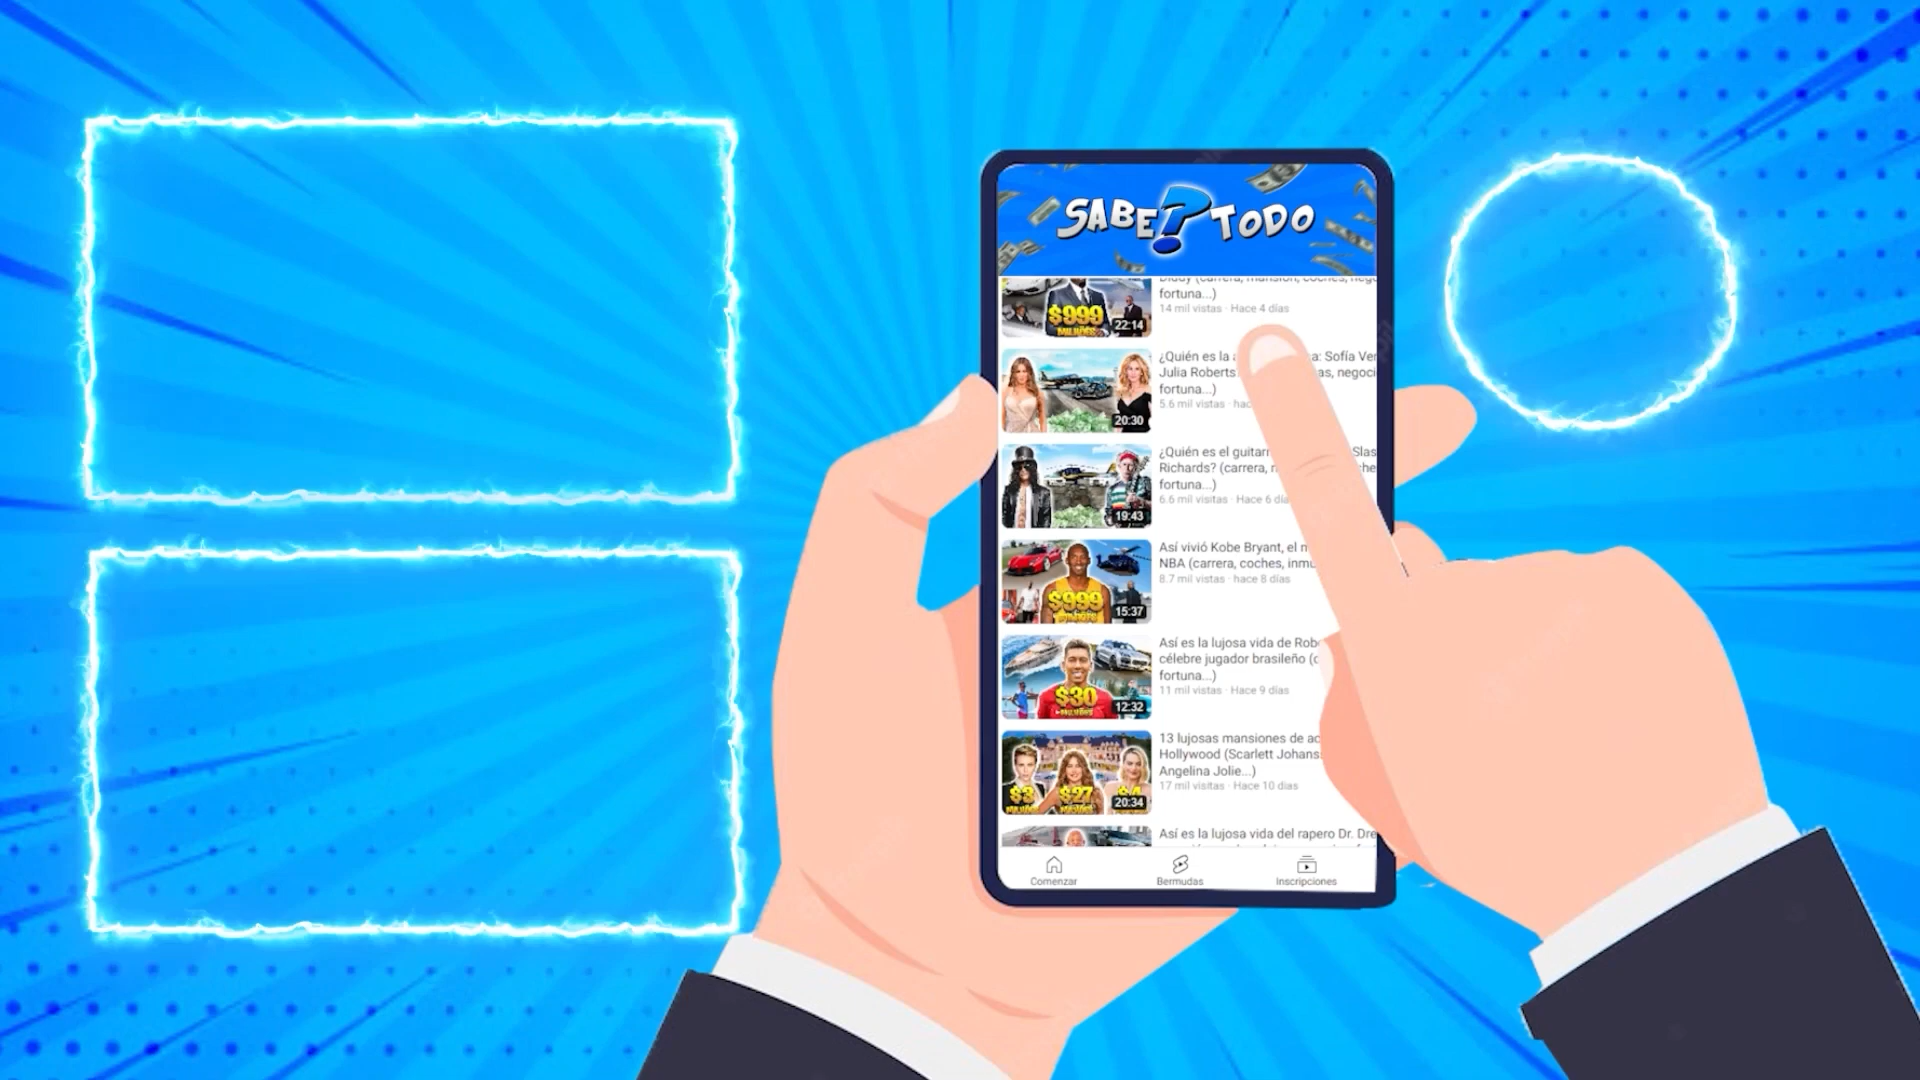 SABE ? TODO
fortuna...)
14 mil vistas · Hace 4 días
$999
22:14
¿Quién es la a: Sofía Ver
Julia Roberts as, negoci
fortuna...)
5.6 mil vistas · hac
20:30
¿Quién es el guitarr Slas
Richards? (carrera,
fortuna...)
6.6 mil visitas · Hace 6 día
19:43
Así vivió Kobe Bryant, el
NBA (carrera, coches, inmu
8.7 mil vistas · hace 8 días
$999
15:37
Así es la lujosa vida de Rob
célebre jugador brasileño (c
fortuna...)
11 mil vistas · Hace 9 días
$30
12:32
13 lujosas mansiones de ac
Hollywood (Scarlett Johans
Angelina Jolie...)
17 mil visitas · Hace 10 días
$3
$27
$4
20:34
Así es la lujosa vida del rapero Dr. Dre
Comenzar
Bermudas
Inscripciones